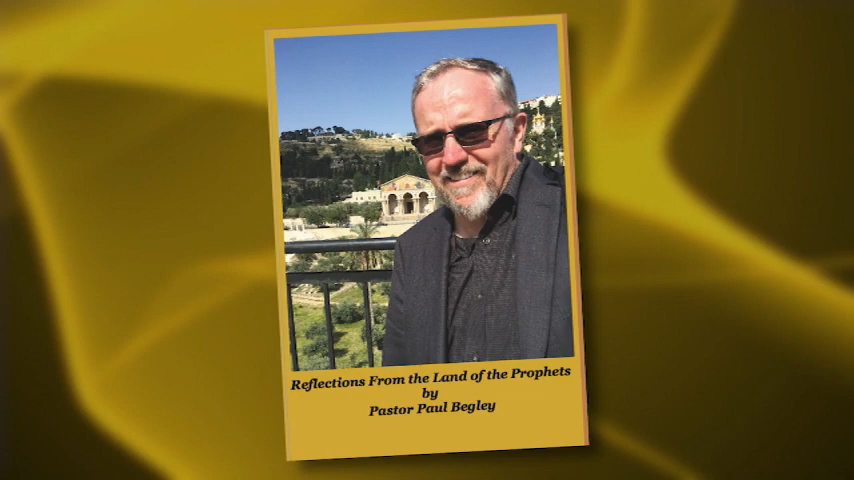 Reflections From the Land of the Prophets
by
Pastor Paul Begley